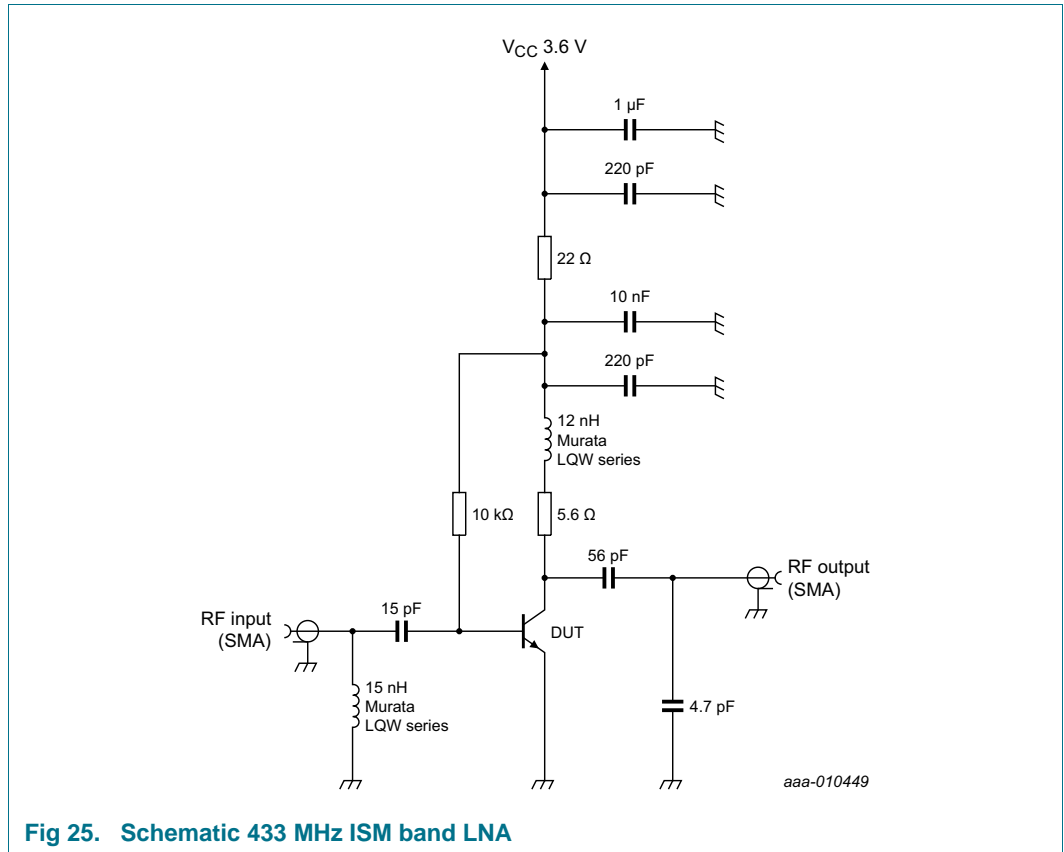 VCC 3.6 V
1 µF
220 pF
22 Ω
10 nF
220 pF
12 nH
Murata
LQW series
10 kΩ
5.6 Ω
56 pF
RF output
(SMA)
15 pF
RF input
(SMA)
DUT
15 nH
Murata
LQW series
4.7 pF
aaa-010449
Fig 25. Schematic 433 MHz ISM band LNA